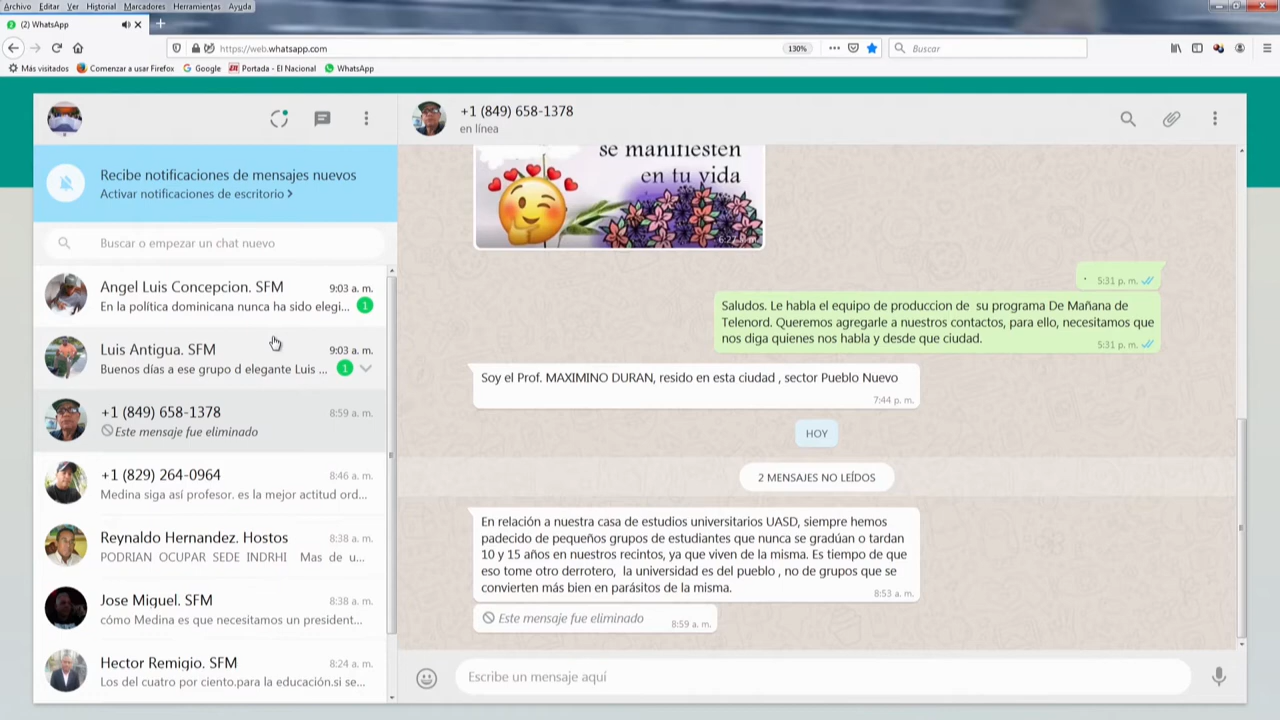 Archivo Editar Ver Historial Marcadores Herramientas Ayuda
(2) WhatsApp
https://web.whatsapp.com
130%
Buscar
Más visitados Comenzar a usar Firefox Google Portada - El Nacional WhatsApp
+1 (849) 658-1378
en línea
Recibe notificaciones de mensajes nuevos
Activar notificaciones de escritorio >
Buscar o empezar un chat nuevo
Angel Luis Concepcion. SFM 9:03 a. m.
En la política dominicana nunca ha sido elegi... 1
Luis Antigua. SFM 9:03 a. m.
Buenos días a ese grupo d elegante Luis ... 1
+1 (849) 658-1378 8:59 a. m.
Este mensaje fue eliminado
+1 (829) 264-0964 8:46 a. m.
Medina siga así profesor. es la mejor actitud ord...
Reynaldo Hernandez. Hostos 8:38 a. m.
PODRIAN OCUPAR SEDE INDRHI Mas de u...
Jose Miguel. SFM 8:38 a. m.
cómo Medina es que necesitamos un president...
Hector Remigio. SFM 8:24 a. m.
Los del cuatro por ciento.para la educación.si se...
se manifiesten
en tu vida
6:27 p. m.
. 5:31 p. m.
Saludos. Le habla el equipo de produccion de su programa De Mañana de
Telenord. Queremos agregarle a nuestros contactos, para ello, necesitamos que
nos diga quienes nos habla y desde que ciudad.
5:31 p. m.
Soy el Prof. MAXIMINO DURAN, resido en esta ciudad , sector Pueblo Nuevo
7:44 p. m.
HOY
2 MENSAJES NO LEÍDOS
En relación a nuestra casa de estudios universitarios UASD, siempre hemos
padecido de pequeños grupos de estudiantes que nunca se gradúan o tardan
10 y 15 años en nuestros recintos, ya que viven de la misma. Es tiempo de que
eso tome otro derrotero, la universidad es del pueblo , no de grupos que se
convierten más bien en parásitos de la misma.
8:53 a. m.
Este mensaje fue eliminado 8:59 a. m.
Escribe un mensaje aquí